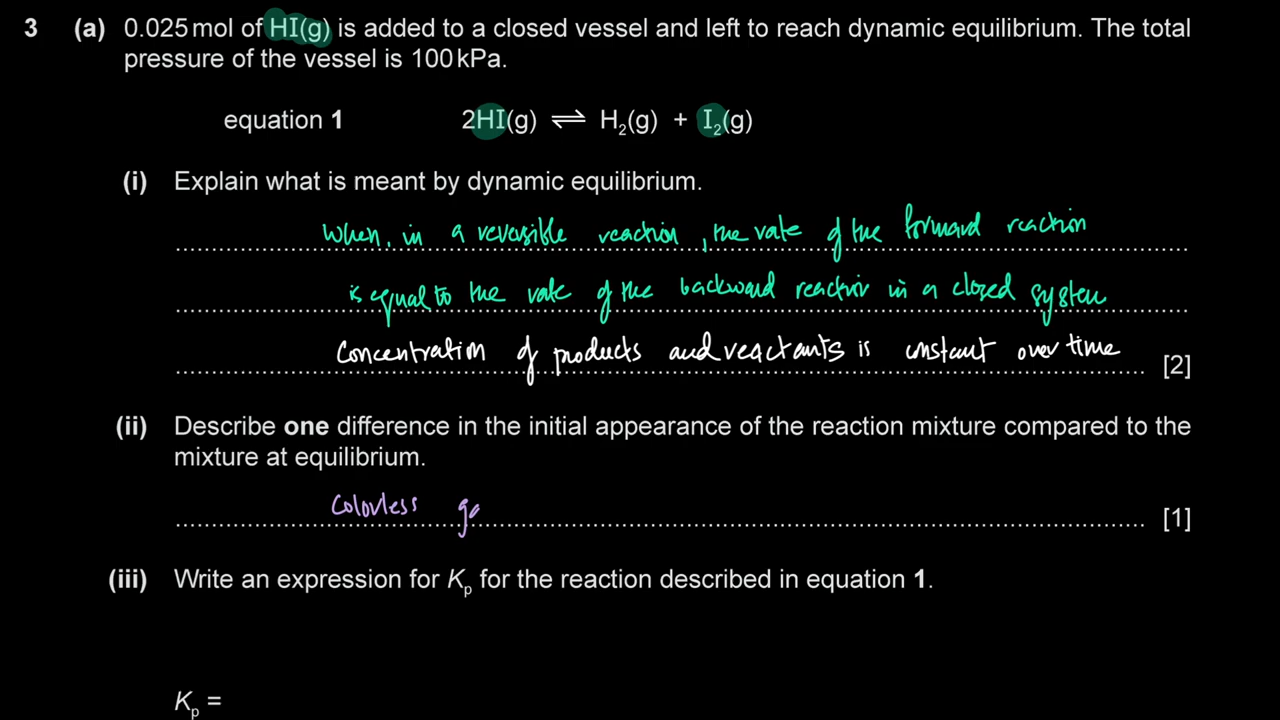 3 (a) 0.025 mol of HI(g) is added to a closed vessel and left to reach dynamic equilibrium. The total
pressure of the vessel is 100 kPa.
equation 1 2HI(g) ⇌ H₂(g) + I₂(g)
(i) Explain what is meant by dynamic equilibrium.
When, in a reversible reaction, the rate of the forward reaction
is equal to the rate of the backward reaction in a closed system
Concentration of products and reactants is constant over time
[2]
(ii) Describe one difference in the initial appearance of the reaction mixture compared to the
mixture at equilibrium.
Colorless ga
[1]
(iii) Write an expression for Kₚ for the reaction described in equation 1.
Kₚ =